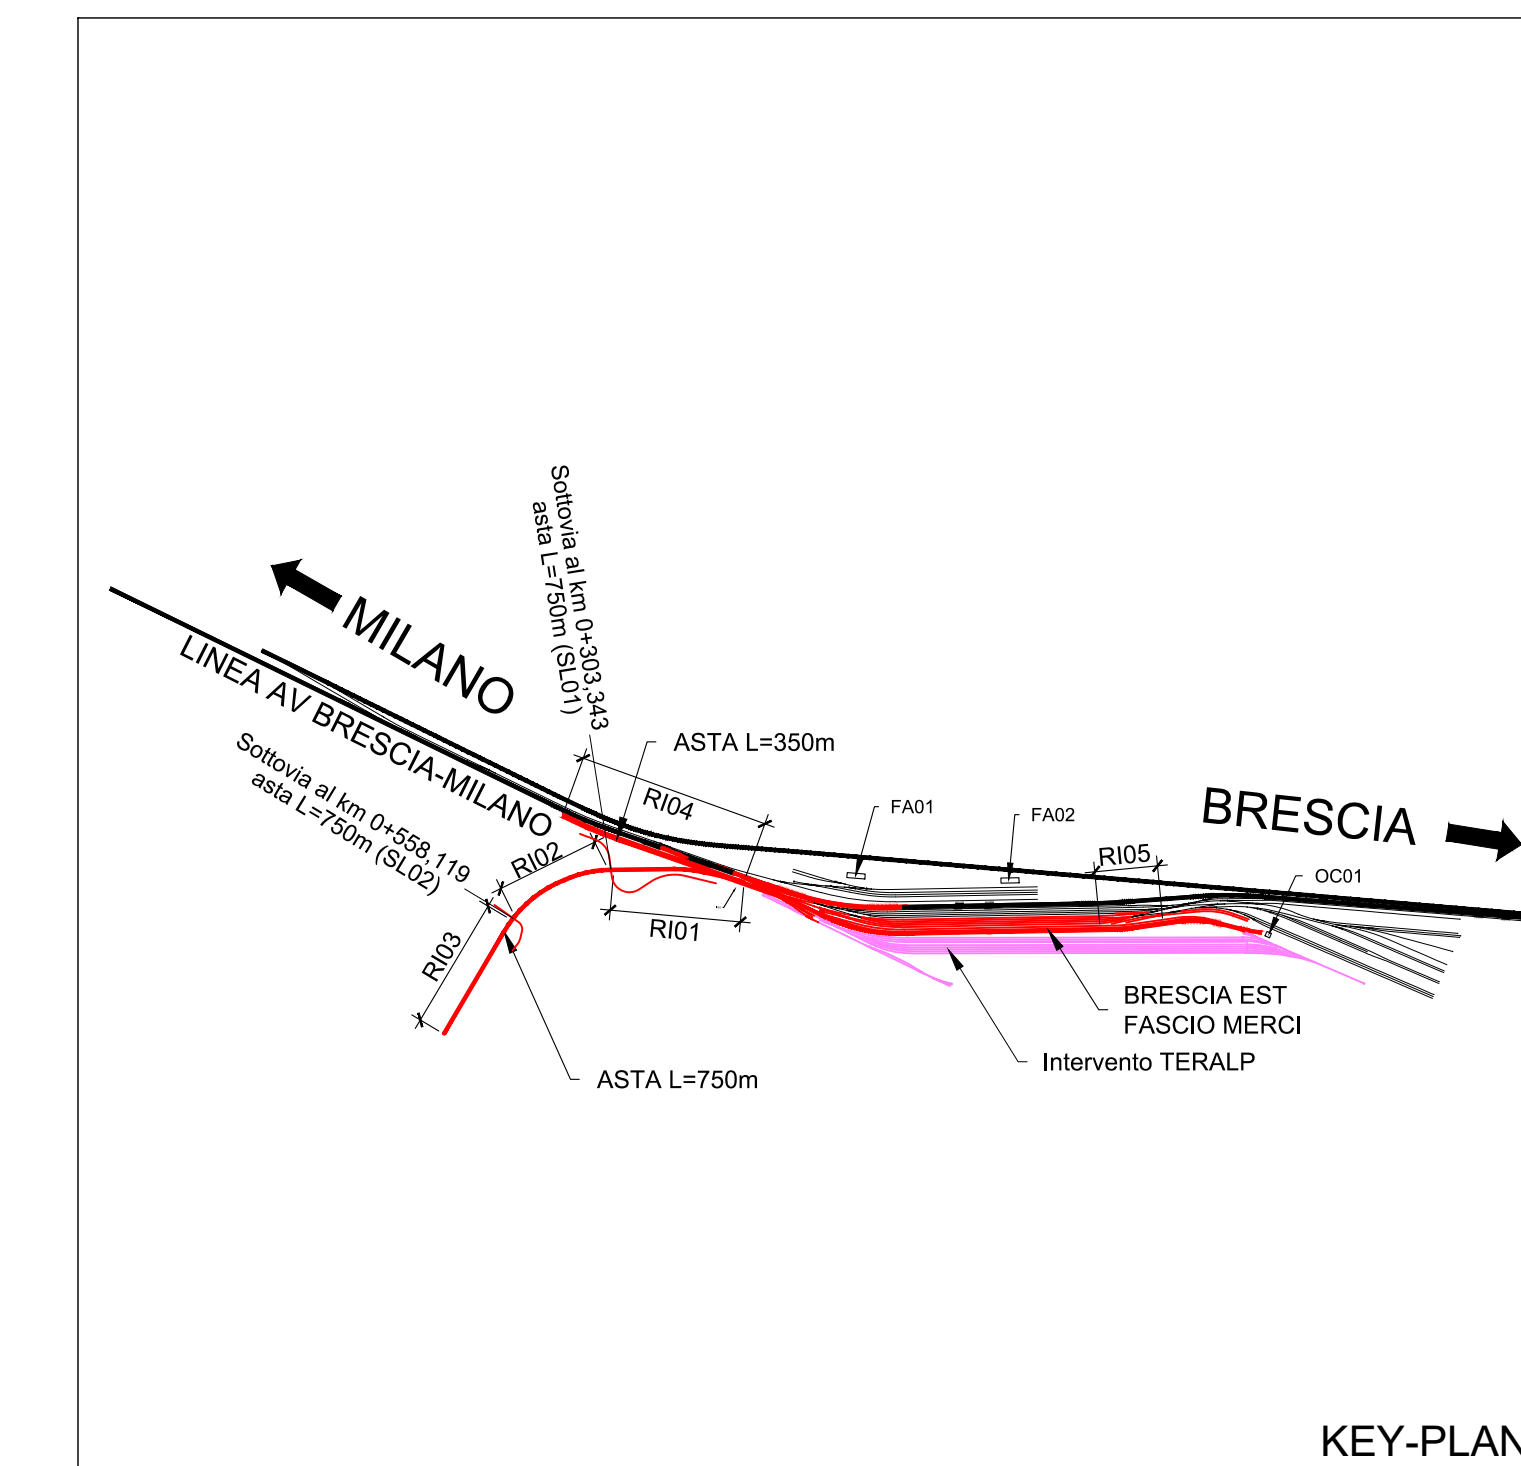 Sottovia al km 0+303,343
asta L=750m (SL01)
MILANO
LINEA AV BRESCIA-MILANO
Sottovia al km 0+558,119
asta L=750m (SL02)
ASTA L=350m
RI04
FA01
FA02
BRESCIA
RI05
OC01
RI02
RI01
RI03
BRESCIA EST
FASCIO MERCI
Intervento TERALP
ASTA L=750m
KEY-PLAN